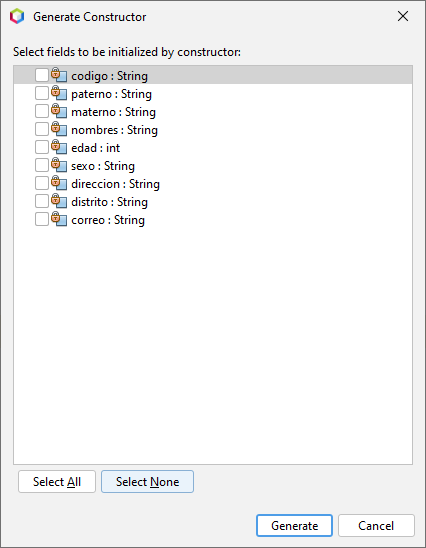 Generate Constructor
Select fields to be initialized by constructor:
codigo : String
paterno : String
materno : String
nombres : String
edad : int
sexo : String
direccion : String
distrito : String
correo : String
Select All
Select None
Generate
Cancel